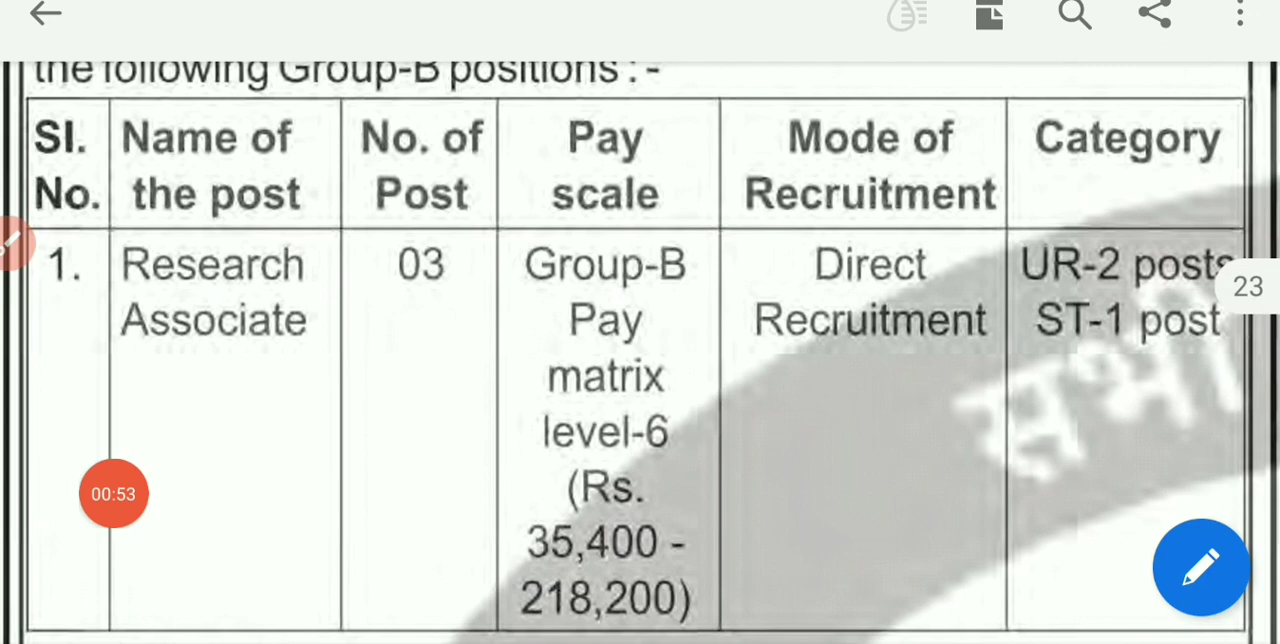 the following Group-B positions : -
Sl. No. Name of the post No. of Post Pay scale Mode of Recruitment Category
1. Research Associate 03 Group-B Pay matrix level-6 (Rs. 35,400 - 218,200) Direct Recruitment UR-2 posts ST-1 post
23
सभी
00:53